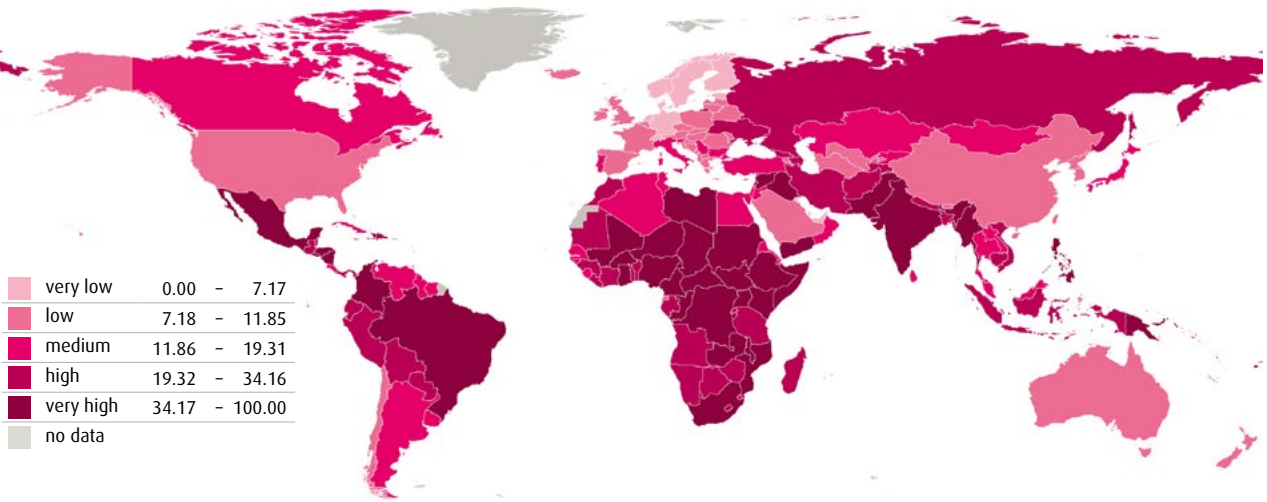 very low 0.00 – 7.17
low 7.18 – 11.85
medium 11.86 – 19.31
high 19.32 – 34.16
very high 34.17 – 100.00
no data